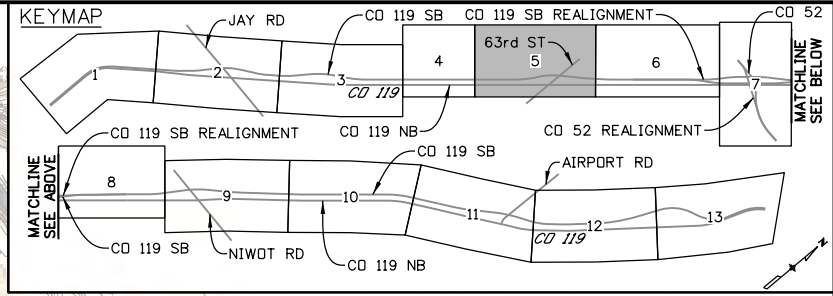 KEYMAP
JAY RD
CO 119 SB
CO 119 SB REALIGNMENT
CO 52
63rd ST
1
2
3
4
5
6
7
CO 119
CO 119 NB
CO 52 REALIGNMENT
MATCHLINE
SEE BELOW
MATCHLINE
SEE ABOVE
CO 119 SB REALIGNMENT
CO 119 SB
AIRPORT RD
8
9
10
11
12
13
CO 119
CO 119 SB
NIWOT RD
CO 119 NB